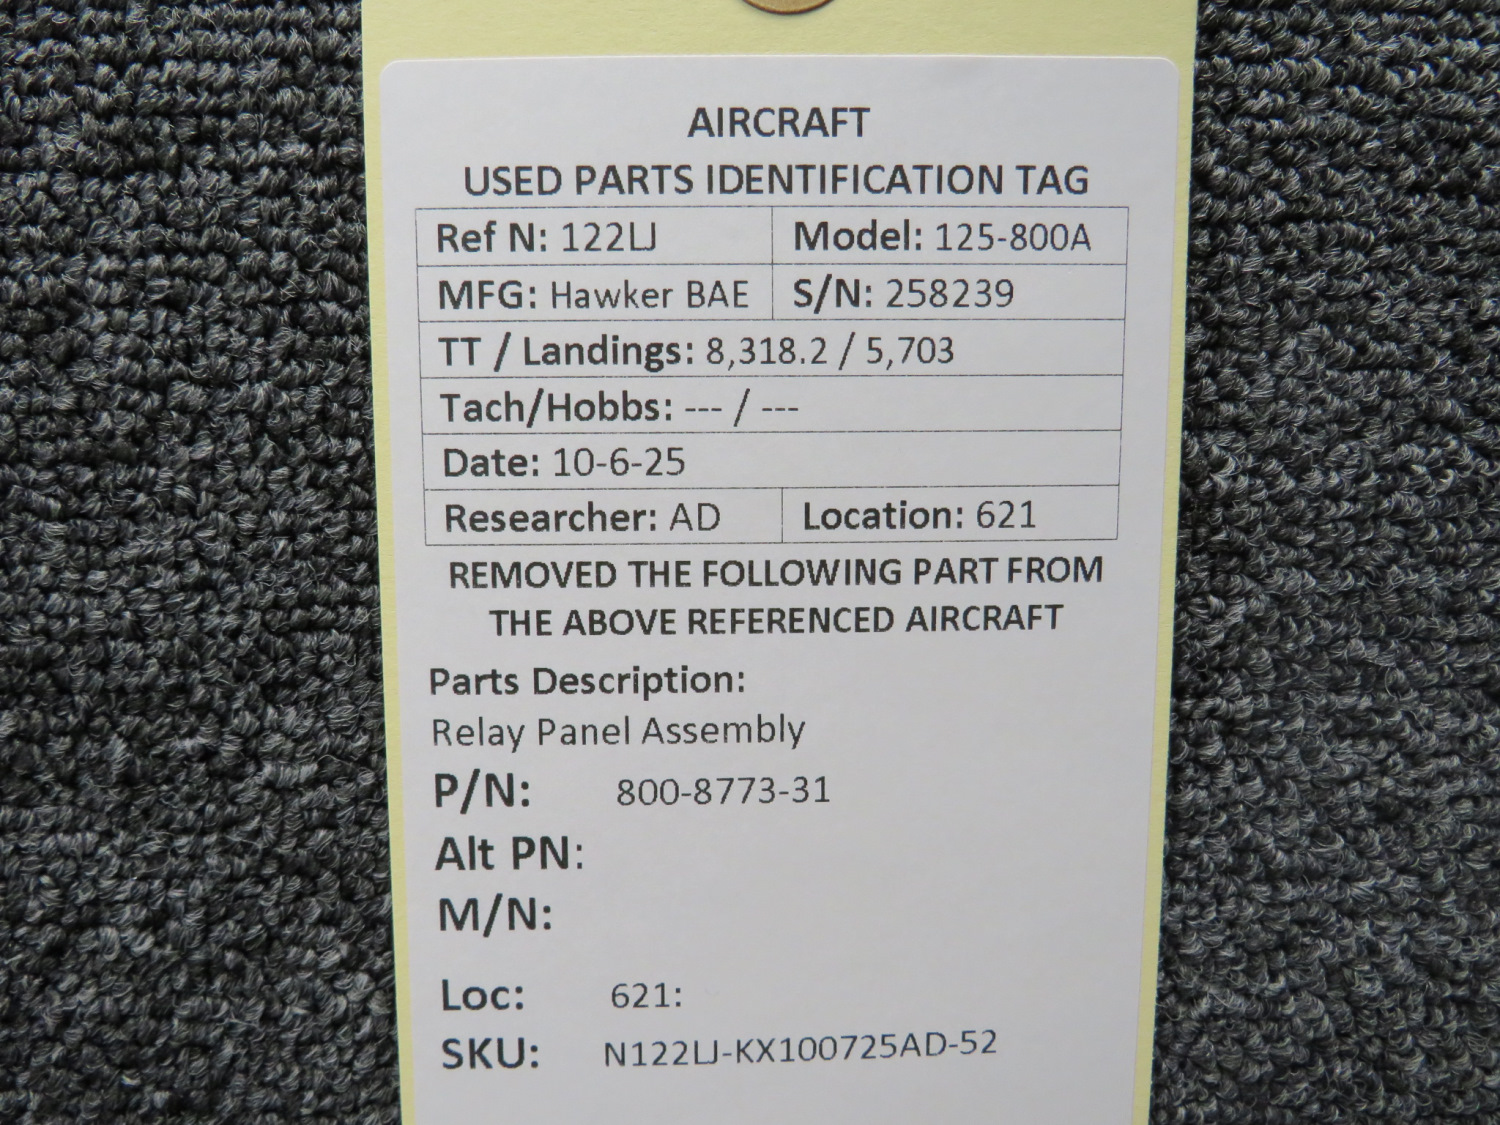 AIRCRAFT
USED PARTS IDENTIFICATION TAG
Ref N: 122LJ Model: 125-800A
MFG: Hawker BAE S/N: 258239
TT / Landings: 8,318.2 / 5,703
Tach/Hobbs: --- / ---
Date: 10-6-25
Researcher: AD Location: 621
REMOVED THE FOLLOWING PART FROM
THE ABOVE REFERENCED AIRCRAFT
Parts Description:
Relay Panel Assembly
P/N: 800-8773-31
Alt PN:
M/N:
Loc: 621:
SKU: N122LJ-KX100725AD-52